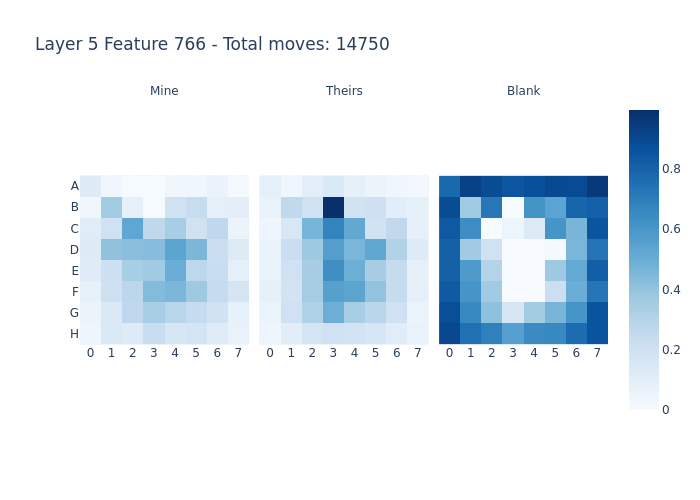 Layer 5 Feature 766 - Total moves: 14750
Mine Theirs Blank
A
B
C
D
E
F
G
H
0 1 2 3 4 5 6 7 0 1 2 3 4 5 6 7 0 1 2 3 4 5 6 7
0.8
0.6
0.4
0.2
0